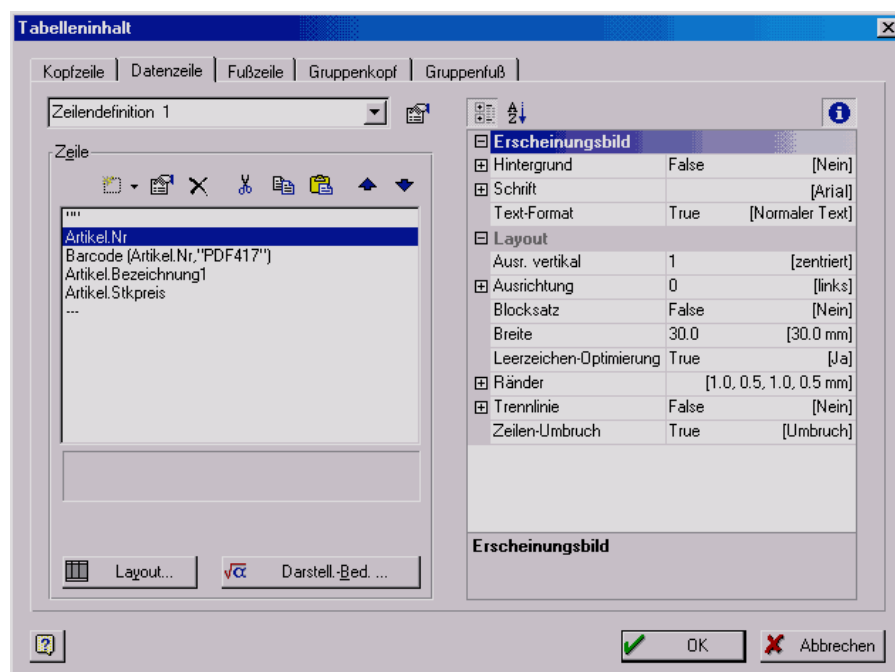 Tabelleninhalt
Kopfzeile Datenzeile Fußzeile Gruppenkopf Gruppenfuß
Zeilendefinition 1
Zeile
""
Artikel.Nr
Barcode (Artikel.Nr,"PDF417")
Artikel.Bezeichnung1
Artikel.Stkpreis
---
Layout...
Darstell.-Bed. ...
Erscheinungsbild
Hintergrund False [Nein]
Schrift [Arial]
Text-Format True [Normaler Text]
Layout
Ausr. vertikal 1 [zentriert]
Ausrichtung 0 [links]
Blocksatz False [Nein]
Breite 30.0 [30.0 mm]
Leerzeichen-Optimierung True [Ja]
Ränder [1.0, 0.5, 1.0, 0.5 mm]
Trennlinie False [Nein]
Zeilen-Umbruch True [Umbruch]
Erscheinungsbild
OK Abbrechen